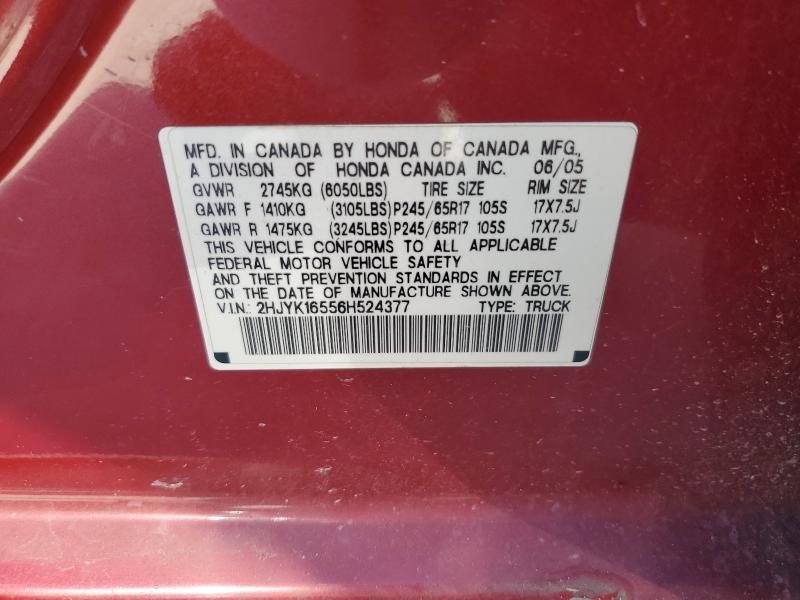 MFD. IN CANADA BY HONDA OF CANADA MFG.,
A DIVISION OF HONDA CANADA INC. 06/05
GVWR 2745KG (6050LBS) TIRE SIZE RIM SIZE
GAWR F 1410KG (3105LBS)P245/65R17 105S 17X7.5J
GAWR R 1475KG (3245LBS)P245/65R17 105S 17X7.5J
THIS VEHICLE CONFORMS TO ALL APPLICABLE
FEDERAL MOTOR VEHICLE SAFETY
AND THEFT PREVENTION STANDARDS IN EFFECT
ON THE DATE OF MANUFACTURE SHOWN ABOVE.
V.I.N.: 2HJYK16556H524377 TYPE: TRUCK